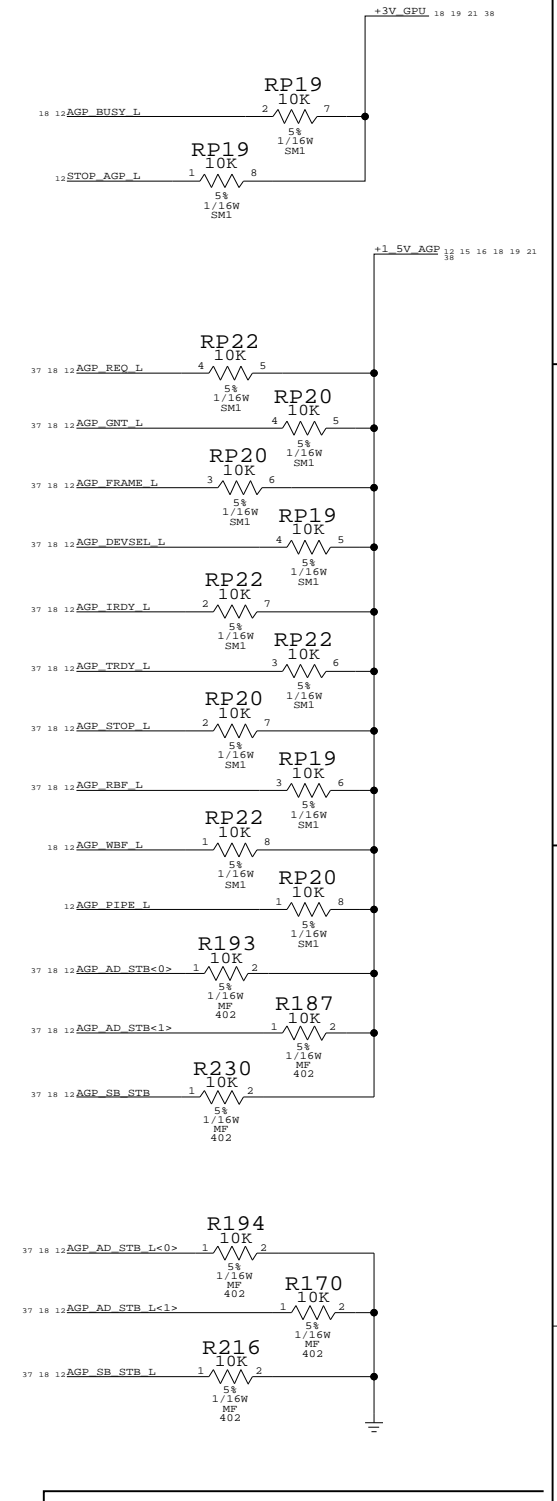 +3V_GPU 18 19 21 38
RP19
10K
18 12 AGP_BUSY_L 2 7
5%
1/16W
SM1
RP19
10K
12 STOP_AGP_L 1 8
5%
1/16W
SM1
+1_5V_AGP 12 15 16 18 19 21
38
RP22
10K
37 18 12 AGP_REQ_L 4 5
5%
1/16W
SM1
RP20
10K
37 18 12 AGP_GNT_L 4 5
5%
1/16W
SM1
RP20
10K
37 18 12 AGP_FRAME_L 3 6
5%
1/16W
SM1
RP19
10K
37 18 12 AGP_DEVSEL_L 4 5
5%
1/16W
SM1
RP22
10K
37 18 12 AGP_IRDY_L 2 7
5%
1/16W
SM1
RP22
10K
37 18 12 AGP_TRDY_L 3 6
5%
1/16W
SM1
RP20
10K
37 18 12 AGP_STOP_L 2 7
5%
1/16W
SM1
RP19
10K
37 18 12 AGP_RBF_L 3 6
5%
1/16W
SM1
RP22
10K
18 12 AGP_WBF_L 1 8
5%
1/16W
SM1
RP20
10K
12 AGP_PIPE_L 1 8
5%
1/16W
SM1
R193
10K
37 18 12 AGP_AD_STB<0> 1 2
5%
1/16W
MF
402
R187
10K
37 18 12 AGP_AD_STB<1> 1 2
5%
1/16W
MF
402
R230
10K
37 18 12 AGP_SB_STB 1 2
5%
1/16W
MF
402
R194
10K
37 18 12 AGP_AD_STB_L<0> 1 2
5%
1/16W
MF
402
R170
10K
37 18 12 AGP_AD_STB_L<1> 1 2
5%
1/16W
MF
402
R216
10K
37 18 12 AGP_SB_STB_L 1 2
5%
1/16W
MF
402